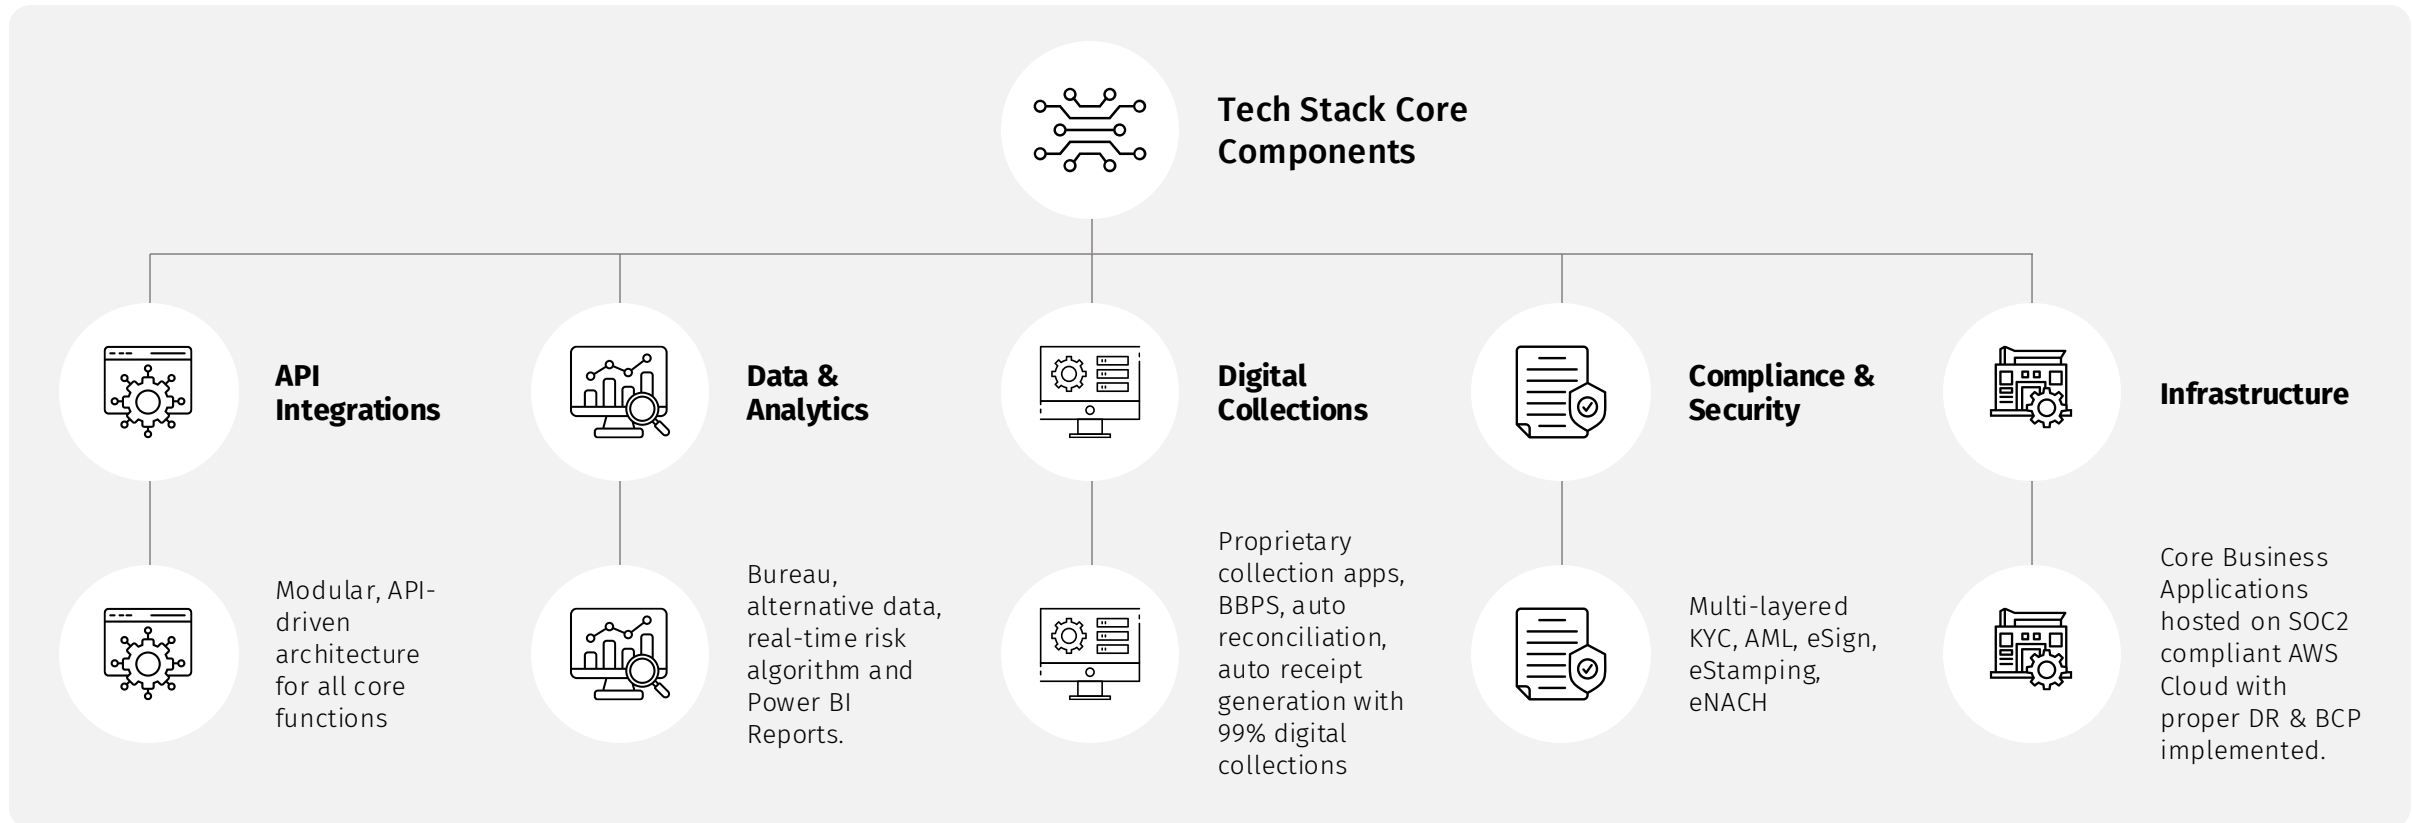 Tech Stack Core
Components
API
Integrations
Data &
Analytics
Digital
Collections
Compliance &
Security
Infrastructure
Modular, API-
driven
architecture
for all core
functions
Bureau,
alternative data,
real-time risk
algorithm and
Power BI
Reports.
Proprietary
collection apps,
BBPS, auto
reconciliation,
auto receipt
generation with
99% digital
collections
Multi-layered
KYC, AML, eSign,
eStamping,
eNACH
Core Business
Applications
hosted on SOC2
compliant AWS
Cloud with
proper DR & BCP
implemented.